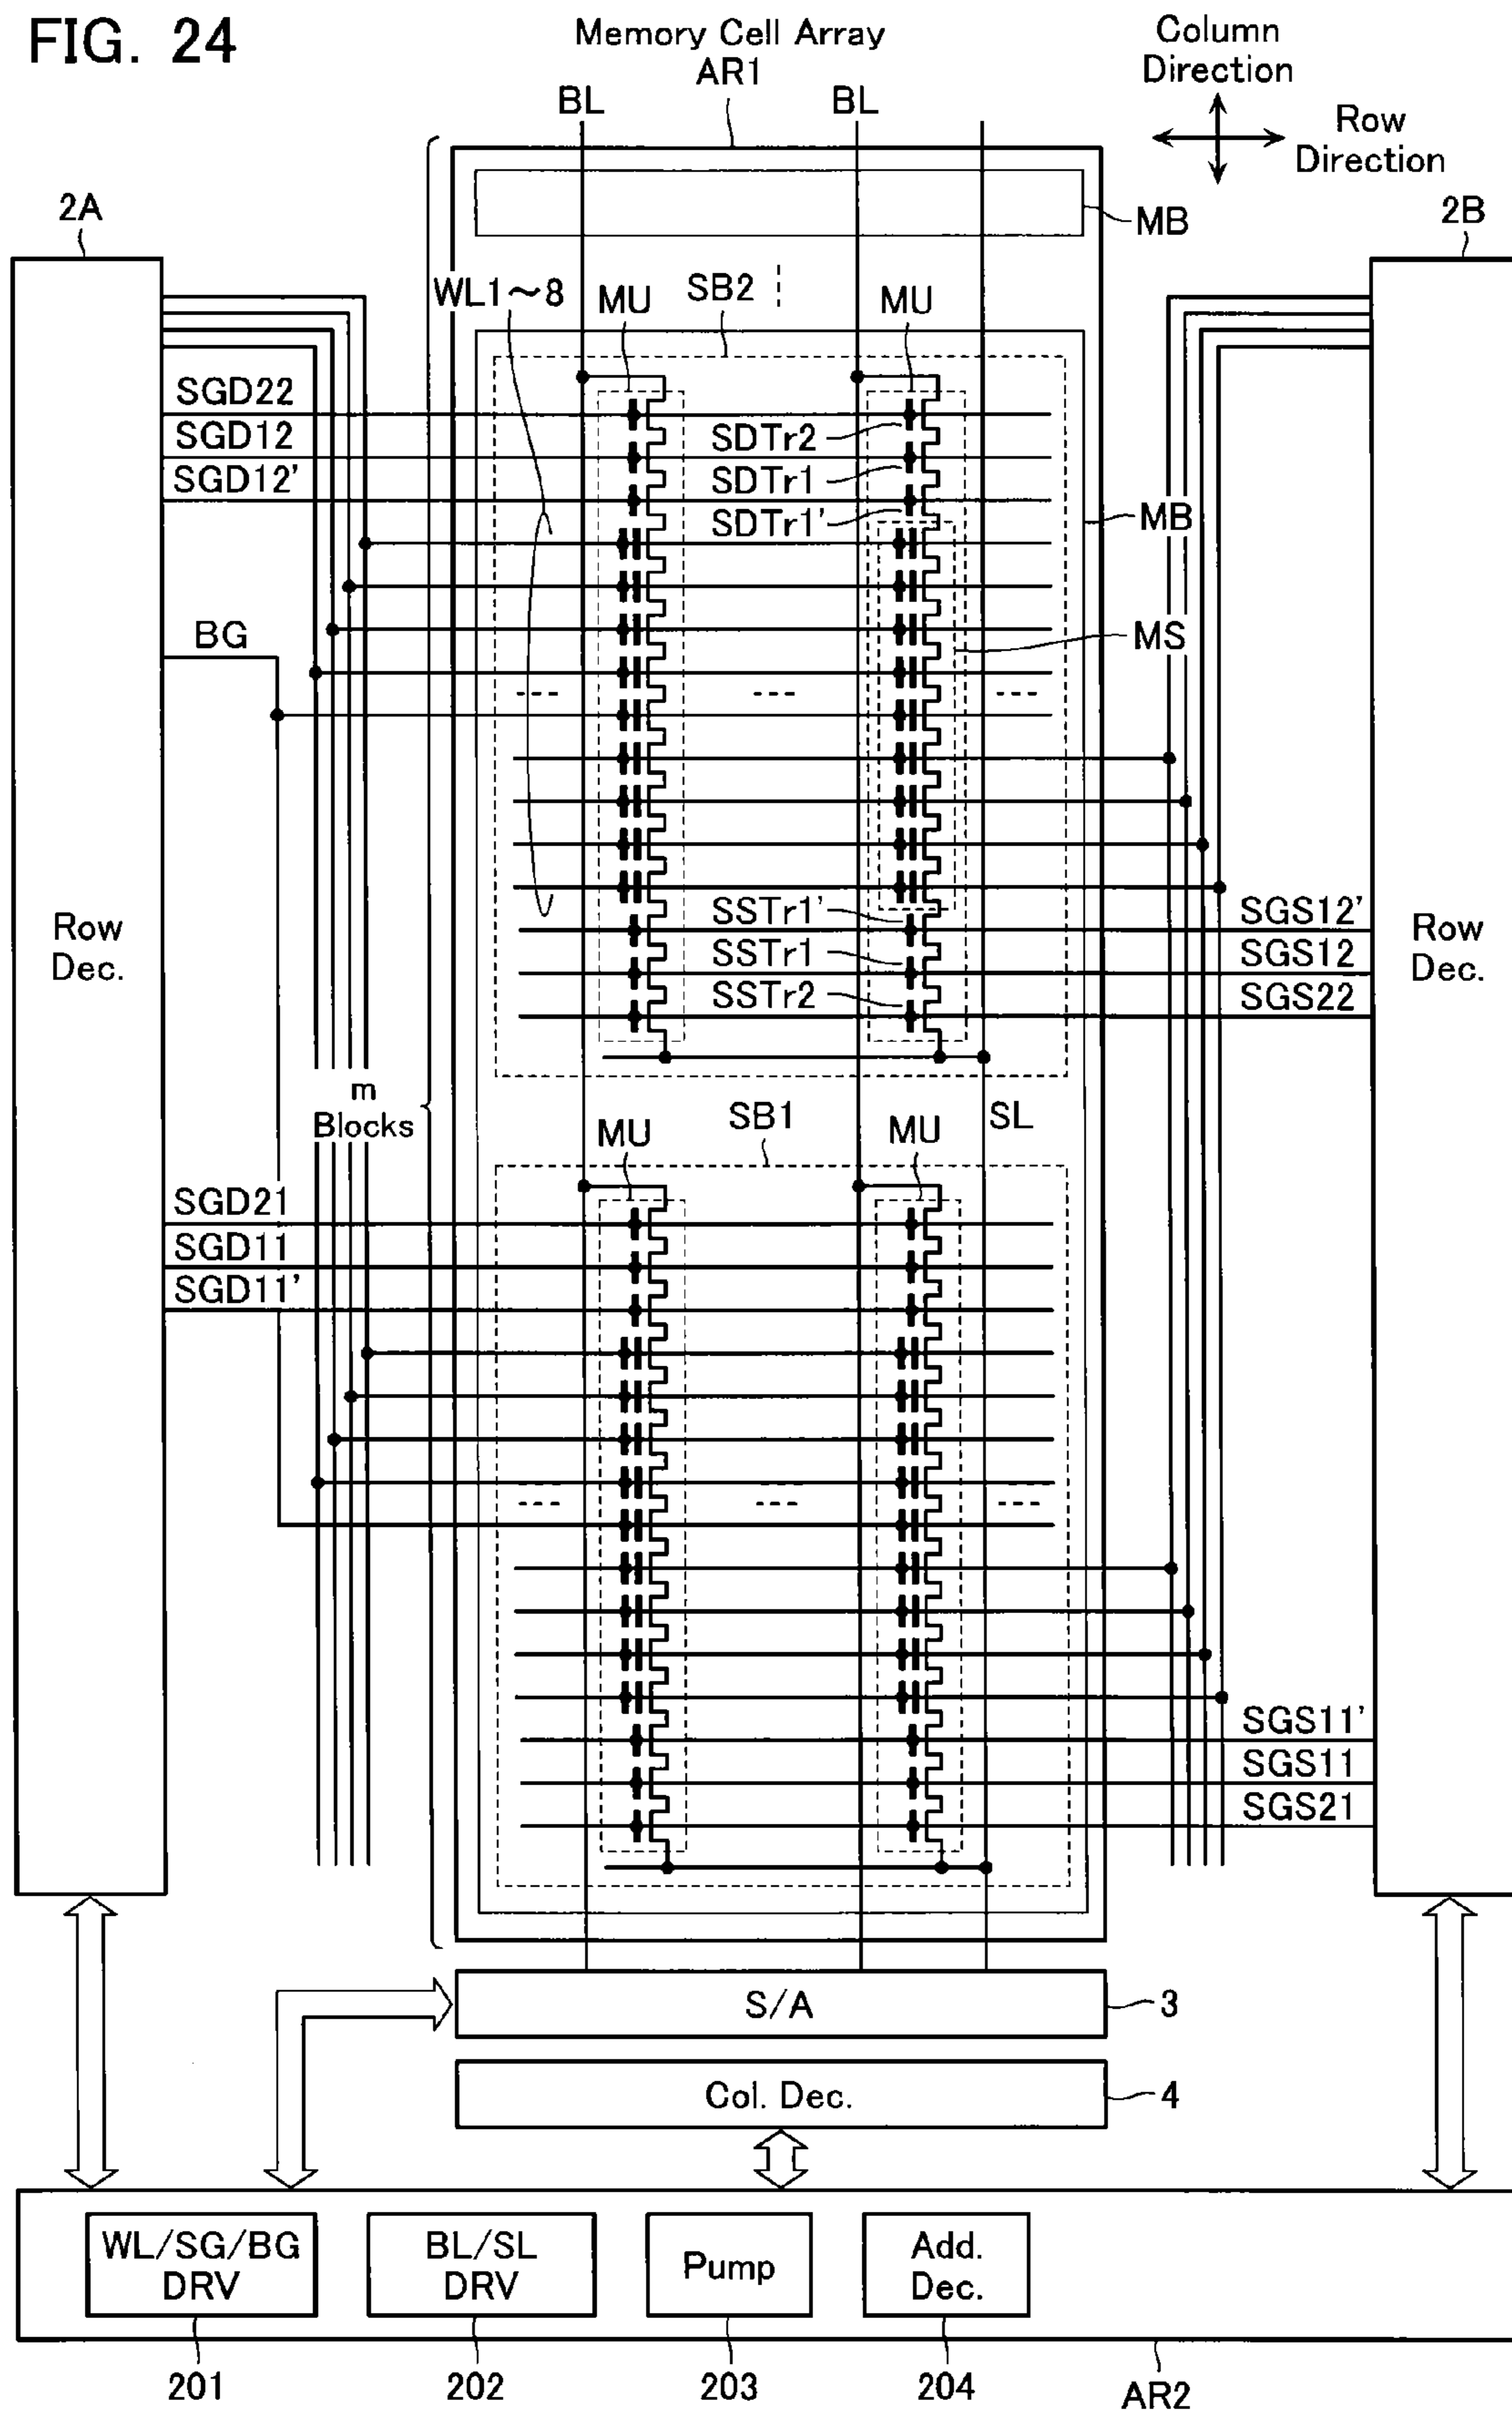 FIG. 24
Memory Cell Array
AR1
Column
Direction
Row
Direction
BL
BL
MB
2A
2B
WL1～8
MU
SB2
MU
SGD22
SGD12
SGD12'
SDTr2
SDTr1
SDTr1'
MB
BG
MS
Row
Dec.
Row
Dec.
SSTr1'
SSTr1
SSTr2
SGS12'
SGS12
SGS22
m
Blocks
MU
SB1
MU
SL
SGD21
SGD11
SGD11'
SGS11'
SGS11
SGS21
S/A
3
Col. Dec.
4
WL/SG/BG
DRV
BL/SL
DRV
Pump
Add.
Dec.
201
202
203
204
AR2